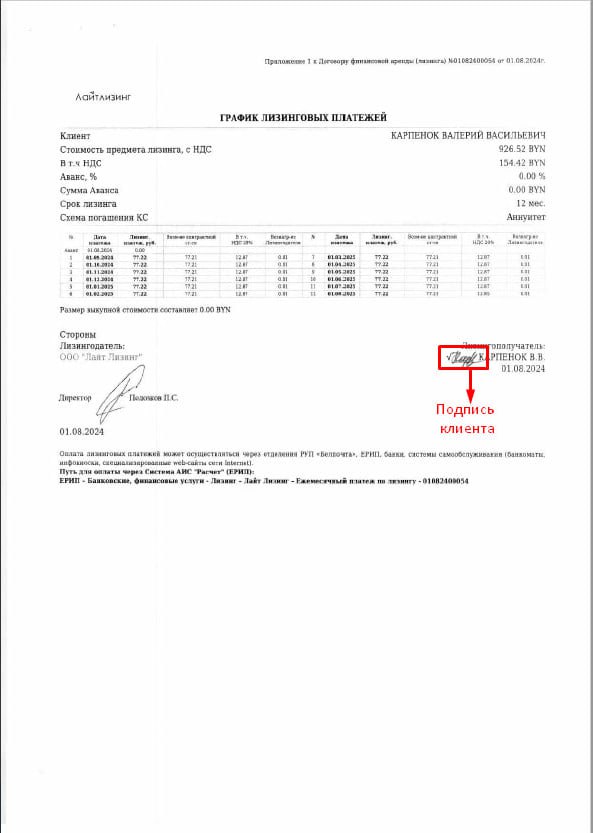 Приложение 1 к Договору финансовой аренды (лизинга) №01082400054 от 01.08.2024г.
ЛАЙТЛИЗИНГ
ГРАФИК ЛИЗИНГОВЫХ ПЛАТЕЖЕЙ
Клиент КАРПЕНОК ВАЛЕРИЙ ВАСИЛЬЕВИЧ
Стоимость предмета лизинга, с НДС 926.52 BYN
В т.ч НДС 154.42 BYN
Аванс, % 0.00 %
Сумма Аванса 0.00 BYN
Срок лизинга 12 мес.
Схема погашения КС Аннуитет
№ Дата Лизинг. Возм-ие контрактной В т.ч. Вознагр-ие № Дата Лизинг. Возм-ие контрактной В т.ч. Вознагр-ие
платежа платеж, руб. ст-ти НДС 20% Лизингодателя платежа платеж, руб. ст-ти НДС 20% Лизингодателя
Аванс 01.08.2024 0.00
1 01.09.2024 77.22 77.21 12.87 0.01 7 01.03.2025 77.22 77.21 12.87 0.01
2 01.10.2024 77.22 77.21 12.87 0.01 8 01.04.2025 77.22 77.21 12.87 0.01
3 01.11.2024 77.22 77.21 12.87 0.01 9 01.05.2025 77.22 77.21 12.87 0.01
4 01.12.2024 77.22 77.21 12.87 0.01 10 01.06.2025 77.22 77.21 12.87 0.01
5 01.01.2025 77.22 77.21 12.87 0.01 11 01.07.2025 77.22 77.21 12.87 0.01
6 01.02.2025 77.22 77.21 12.87 0.01 12 01.08.2025 77.22 77.21 0.01
Размер выкупной стоимости составляет 0.00 BYN
Стороны
Лизингодатель: Лизингополучатель:
ООО "Лайт Лизинг" КАРПЕНОК В.В.
01.08.2024
Директор П.С.
Подпись
клиента
01.08.2024
Оплата лизинговых платежей может осуществляться через отделения РУП «Белпочта», ЕРИП, банки, системы самообслуживания (банкоматы,
инфокиоски, специализированные web-сайты сети Internet).
Путь для оплаты через Система АИС "Расчет" (ЕРИП):
ЕРИП – Банковские, финансовые услуги - Лизинг – Лайт Лизинг – Ежемесячный платеж по лизингу - 01082400054